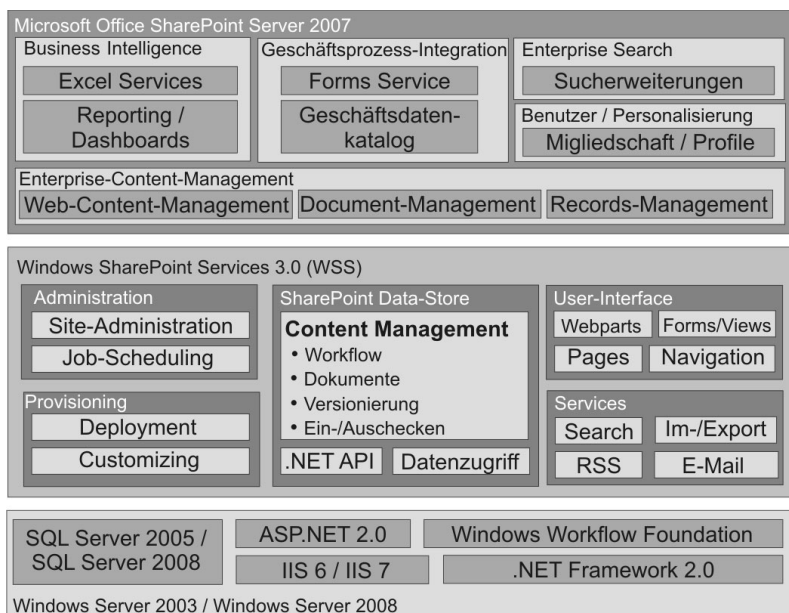 Microsoft Office SharePoint Server 2007
Business Intelligence
Excel Services
Reporting /
Dashboards
Geschäftsprozess-Integration
Forms Service
Geschäftsdaten-
katalog
Enterprise Search
Sucherweiterungen
Benutzer / Personalisierung
Migliedschaft / Profile
Enterprise-Content-Management
Web-Content-Management
Document-Management
Records-Management
Windows SharePoint Services 3.0 (WSS)
Administration
Site-Administration
Job-Scheduling
Provisioning
Deployment
Customizing
SharePoint Data-Store
Content Management
• Workflow
• Dokumente
• Versionierung
• Ein-/Auschecken
.NET API
Datenzugriff
User-Interface
Webparts
Forms/Views
Pages
Navigation
Services
Search
Im-/Export
RSS
E-Mail
SQL Server 2005 /
SQL Server 2008
ASP.NET 2.0
Windows Workflow Foundation
IIS 6 / IIS 7
.NET Framework 2.0
Windows Server 2003 / Windows Server 2008